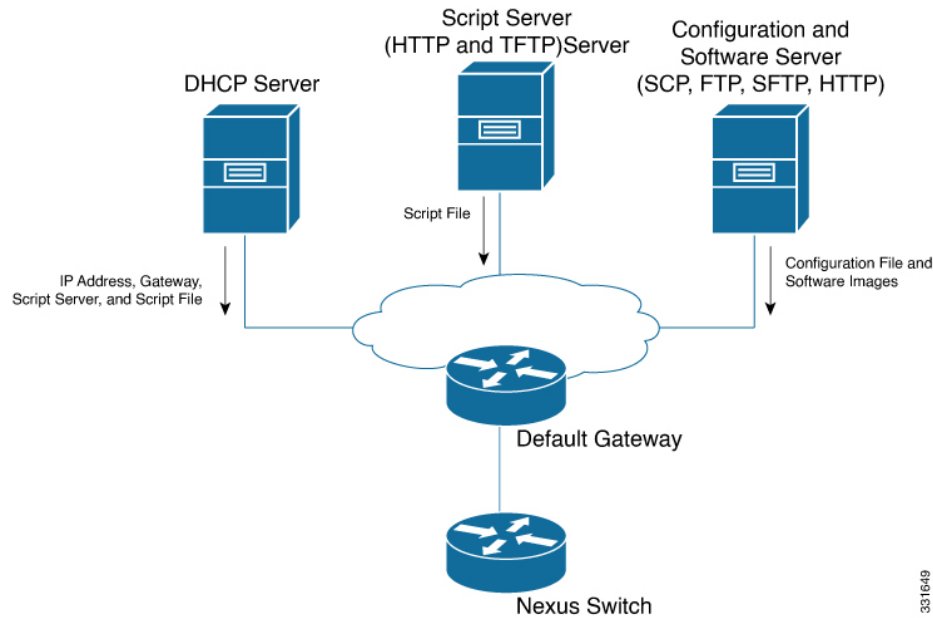 Script Server
(HTTP and TFTP)Server
Configuration and
Software Server
(SCP, FTP, SFTP, HTTP)
DHCP Server
Script File
IP Address, Gateway,
Script Server, and Script File
Configuration File and
Software Images
Default Gateway
Nexus Switch
331649